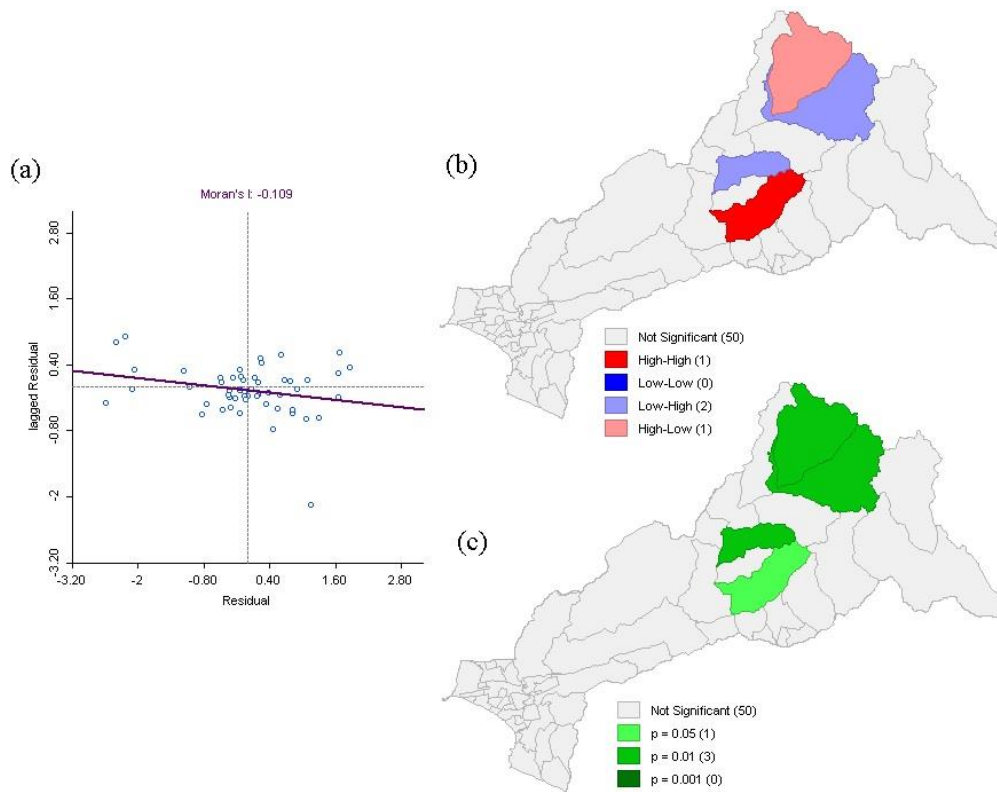 (a)
Moran's I: -0.109
2.80
1.60
0.40
-0.80
-2
-3.20
lagged Residual
-3.20 -2 -0.80 0.40 1.60 2.80
Residual
(b)
Not Significant (50)
High-High (1)
Low-Low (0)
Low-High (2)
High-Low (1)
(c)
Not Significant (50)
p = 0.05 (1)
p = 0.01 (3)
p = 0.001 (0)